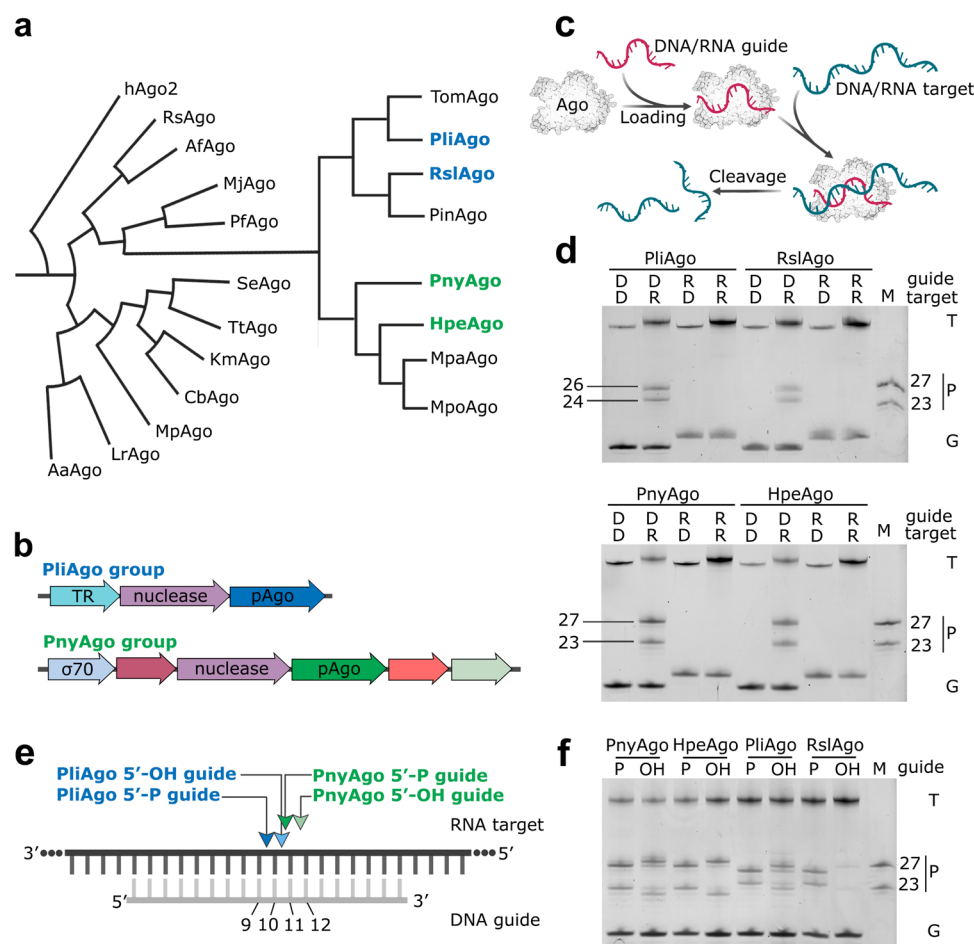 a
hAgo2
RsAgo
AfAgo
MjAgo
PfAgo
SeAgo
TtAgo
KmAgo
CbAgo
MpAgo
LrAgo
AaAgo
TomAgo
PliAgo
RslAgo
PinAgo
PnyAgo
HpeAgo
MpaAgo
MpoAgo
b
PliAgo group
TR nuclease pAgo
PnyAgo group
σ70 nuclease pAgo
c
DNA/RNA guide
Ago
Loading
DNA/RNA target
Cleavage
d
PliAgo RslAgo
D D R R D D R R guide
D R D R D R D R M target
T
26 27
24 23 P
G
PnyAgo HpeAgo
D D R R D D R R guide
D R D R D R D R M target
T
27 27
23 23 P
G
e
PliAgo 5′-OH guide PnyAgo 5′-P guide
PliAgo 5′-P guide PnyAgo 5′-OH guide
RNA target
3′ 5′
5′ 3′
9 10 11 12
DNA guide
f
PnyAgo HpeAgo PliAgo RslAgo
P OH P OH P OH P OH M guide
T
27
23 P
G